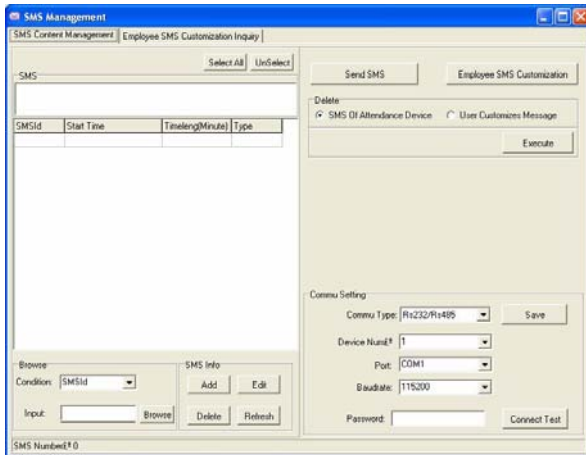 SMS Management
SMS Content Management Employee SMS Customization Inquiry
Select All UnSelect
SMS
SMSId Start Time Timeleng(Minute) Type
Send SMS Employee SMS Customization
Delete
SMS Of Attendance Device User Customizes Message
Execute
Browse
Condition: SMSId
Input: Browse
SMS Info
Add Edit
Delete Refresh
Commu Setting
Commu Type: Rs232/Rs485 Save
Device Num£º 1
Port: COM1
Baudrate: 115200
Password: Connect Test
SMS Number£º 0